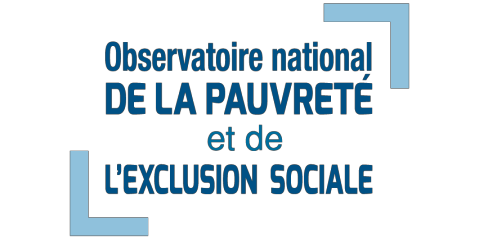 Observatoire national
DE LA PAUVRETÉ
et de
L'EXCLUSION SOCIALE